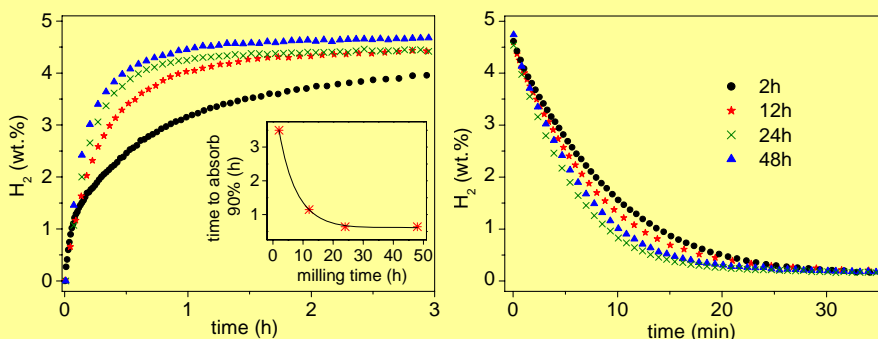 5
4
3
2
1
0
H₂ (wt.%)
0
1
2
3
time (h)
3
2
1
time to absorb
90% (h)
0 10 20 30 40 50
milling time (h)
5
4
3
2
1
0
H₂ (wt.%)
0
10
20
30
time (min)
2h
12h
24h
48h